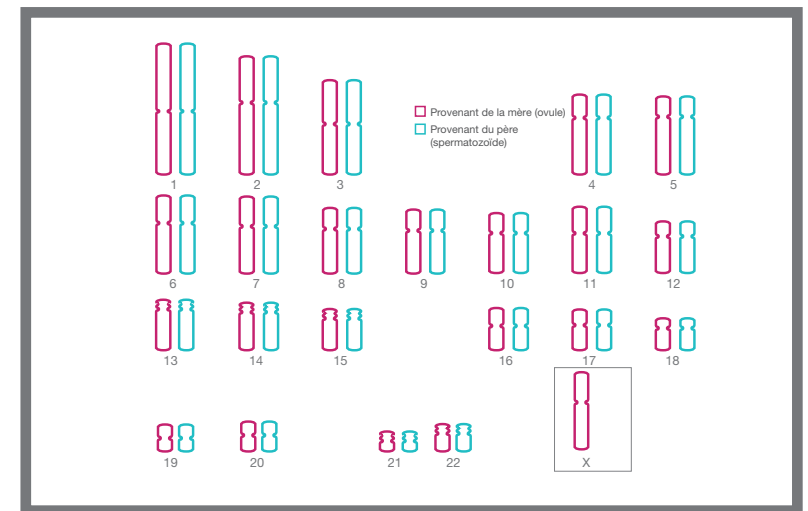 Provenant de la mère (ovule)
Provenant du père
(spermatozoïde)
1 2 3 4 5
6 7 8 9 10 11 12
13 14 15 16 17 18
19 20 21 22 X